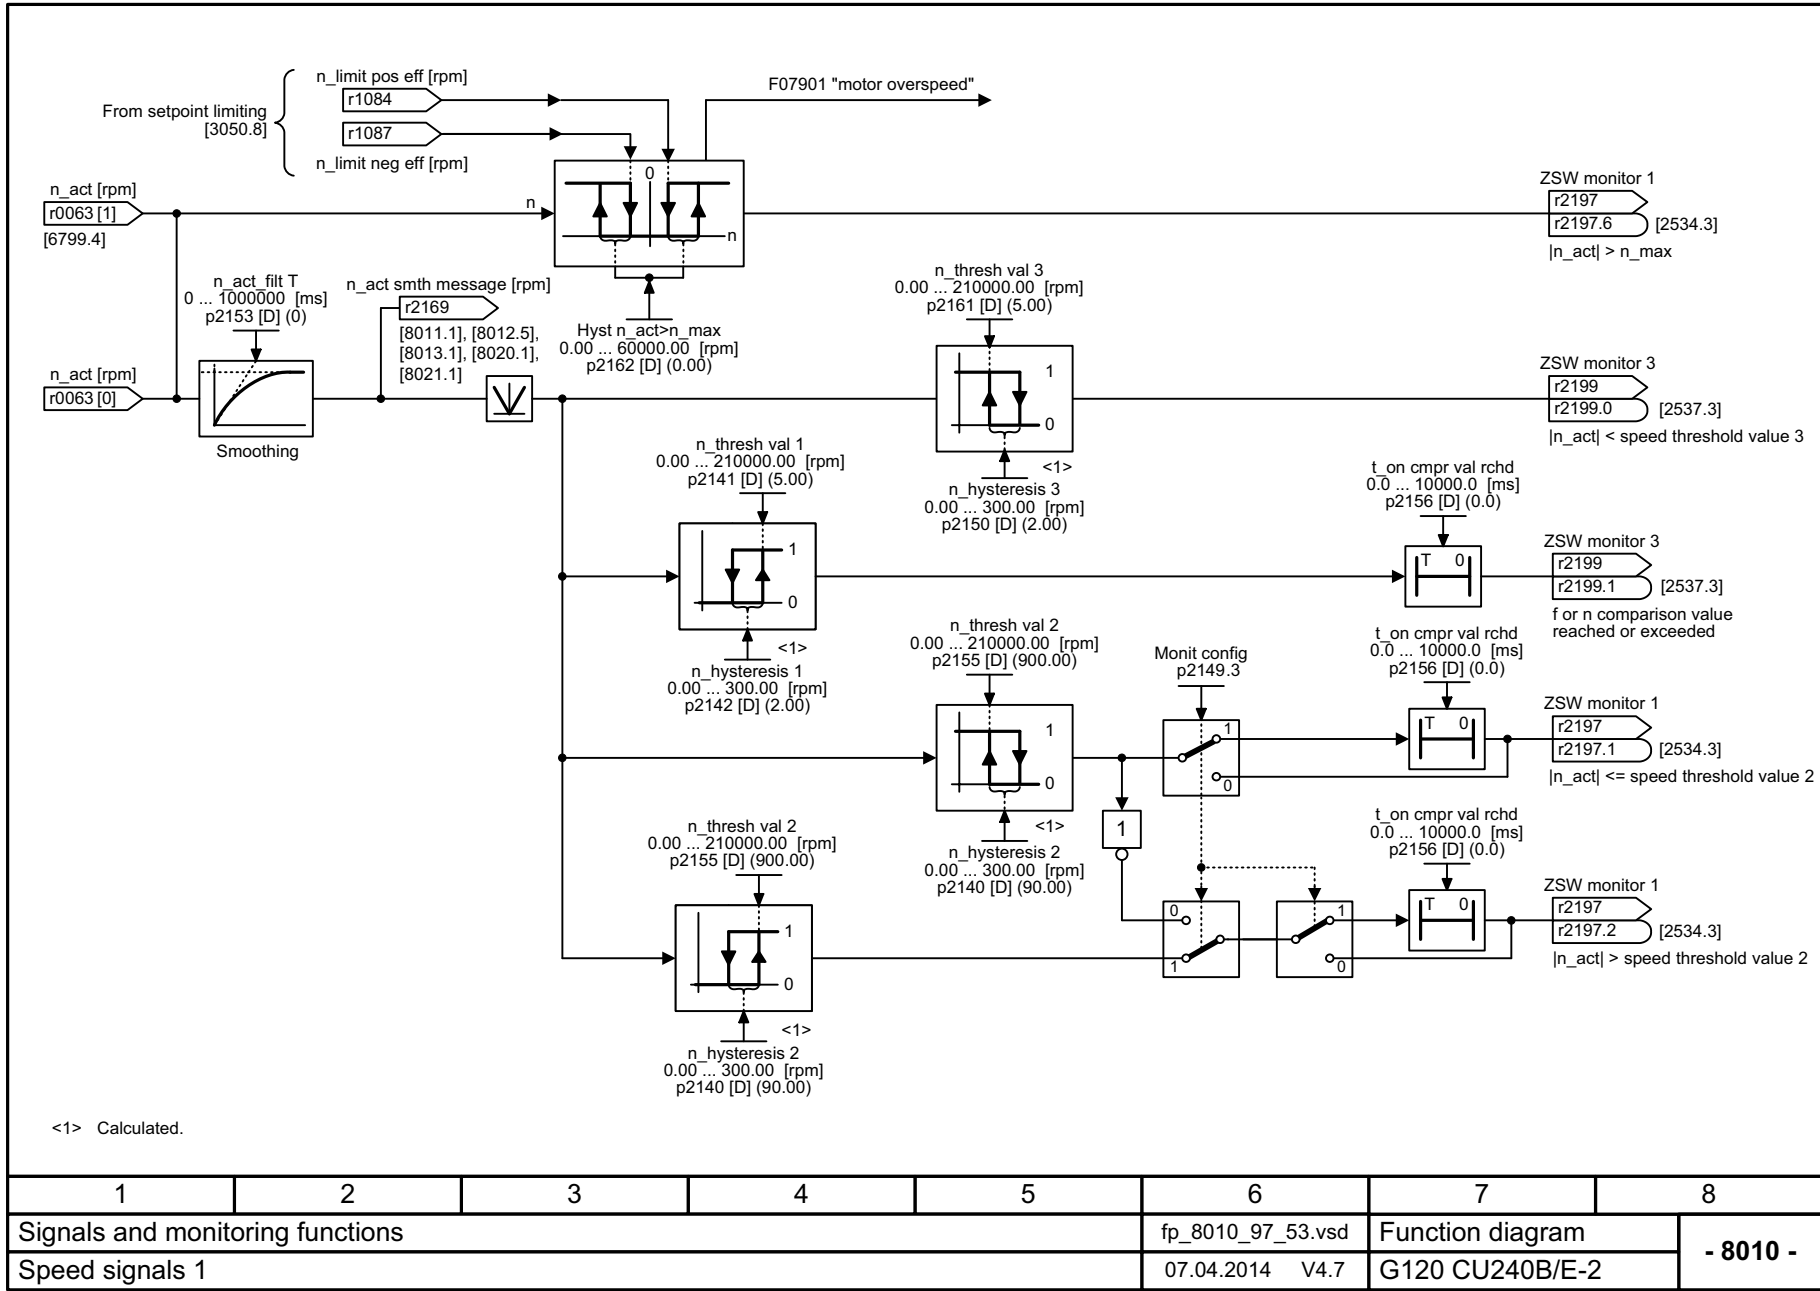 n_limit pos eff [rpm]
r1084
From setpoint limiting
[3050.8]
r1087
n_limit neg eff [rpm]
F07901 "motor overspeed"
n_act [rpm]
r0063 [1]
[6799.4]
n
0
n
ZSW monitor 1
r2197
r2197.6 [2534.3]
|n_act| > n_max
Hyst n_act>n_max
0.00 ... 60000.00 [rpm]
p2162 [D] (0.00)
n_act_filt T
0 ... 1000000 [ms]
p2153 [D] (0)
n_act smth message [rpm]
r2169
[8011.1], [8012.5],
[8013.1], [8020.1],
[8021.1]
n_act [rpm]
r0063 [0]
Smoothing
n_thresh val 3
0.00 ... 210000.00 [rpm]
p2161 [D] (5.00)
1
0
<1>
n_hysteresis 3
0.00 ... 300.00 [rpm]
p2150 [D] (2.00)
ZSW monitor 3
r2199
r2199.0 [2537.3]
|n_act| < speed threshold value 3
n_thresh val 1
0.00 ... 210000.00 [rpm]
p2141 [D] (5.00)
1
0
<1>
n_hysteresis 1
0.00 ... 300.00 [rpm]
p2142 [D] (2.00)
t_on cmpr val rchd
0.0 ... 10000.0 [ms]
p2156 [D] (0.0)
T 0
ZSW monitor 3
r2199
r2199.1 [2537.3]
f or n comparison value
reached or exceeded
n_thresh val 2
0.00 ... 210000.00 [rpm]
p2155 [D] (900.00)
1
0
<1>
n_hysteresis 2
0.00 ... 300.00 [rpm]
p2140 [D] (90.00)
Monit config
p2149.3
1
0
t_on cmpr val rchd
0.0 ... 10000.0 [ms]
p2156 [D] (0.0)
T 0
ZSW monitor 1
r2197
r2197.1 [2534.3]
|n_act| <= speed threshold value 2
1
n_thresh val 2
0.00 ... 210000.00 [rpm]
p2155 [D] (900.00)
1
0
<1>
n_hysteresis 2
0.00 ... 300.00 [rpm]
p2140 [D] (90.00)
0
1
1
0
t_on cmpr val rchd
0.0 ... 10000.0 [ms]
p2156 [D] (0.0)
T 0
ZSW monitor 1
r2197
r2197.2 [2534.3]
|n_act| > speed threshold value 2
<1> Calculated.
1 2 3 4 5 6 7 8
Signals and monitoring functions fp_8010_97_53.vsd Function diagram
- 8010 -
Speed signals 1 07.04.2014 V4.7 G120 CU240B/E-2